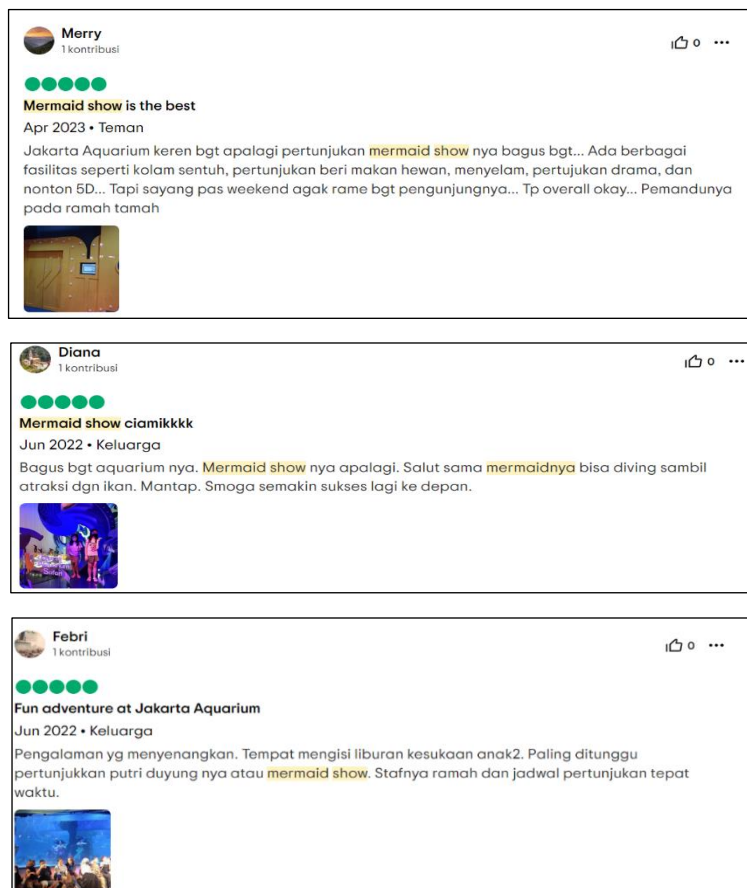 Merry
1 kontribusi
0
Mermaid show is the best
Apr 2023 • Teman
Jakarta Aquarium keren bgt apalagi pertunjukan mermaid show nya bagus bgt... Ada berbagai
fasilitas seperti kolam sentuh, pertunjukan beri makan hewan, menyelam, pertujukan drama, dan
nonton 5D... Tapi sayang pas weekend agak rame bgt pengunjungnya... Tp overall okay... Pemandunya
pada ramah tamah
Diana
1 kontribusi
0
Mermaid show ciamikkkk
Jun 2022 • Keluarga
Bagus bgt aquarium nya. Mermaid show nya apalagi. Salut sama mermaidnya bisa diving sambil
atraksi dgn ikan. Mantap. Smoga semakin sukses lagi ke depan.
Febri
1 kontribusi
0
Fun adventure at Jakarta Aquarium
Jun 2022 • Keluarga
Pengalaman yg menyenangkan. Tempat mengisi liburan kesukaan anak2. Paling ditunggu
pertunjukkan putri duyung nya atau mermaid show. Stafnya ramah dan jadwal pertunjukan tepat
waktu.